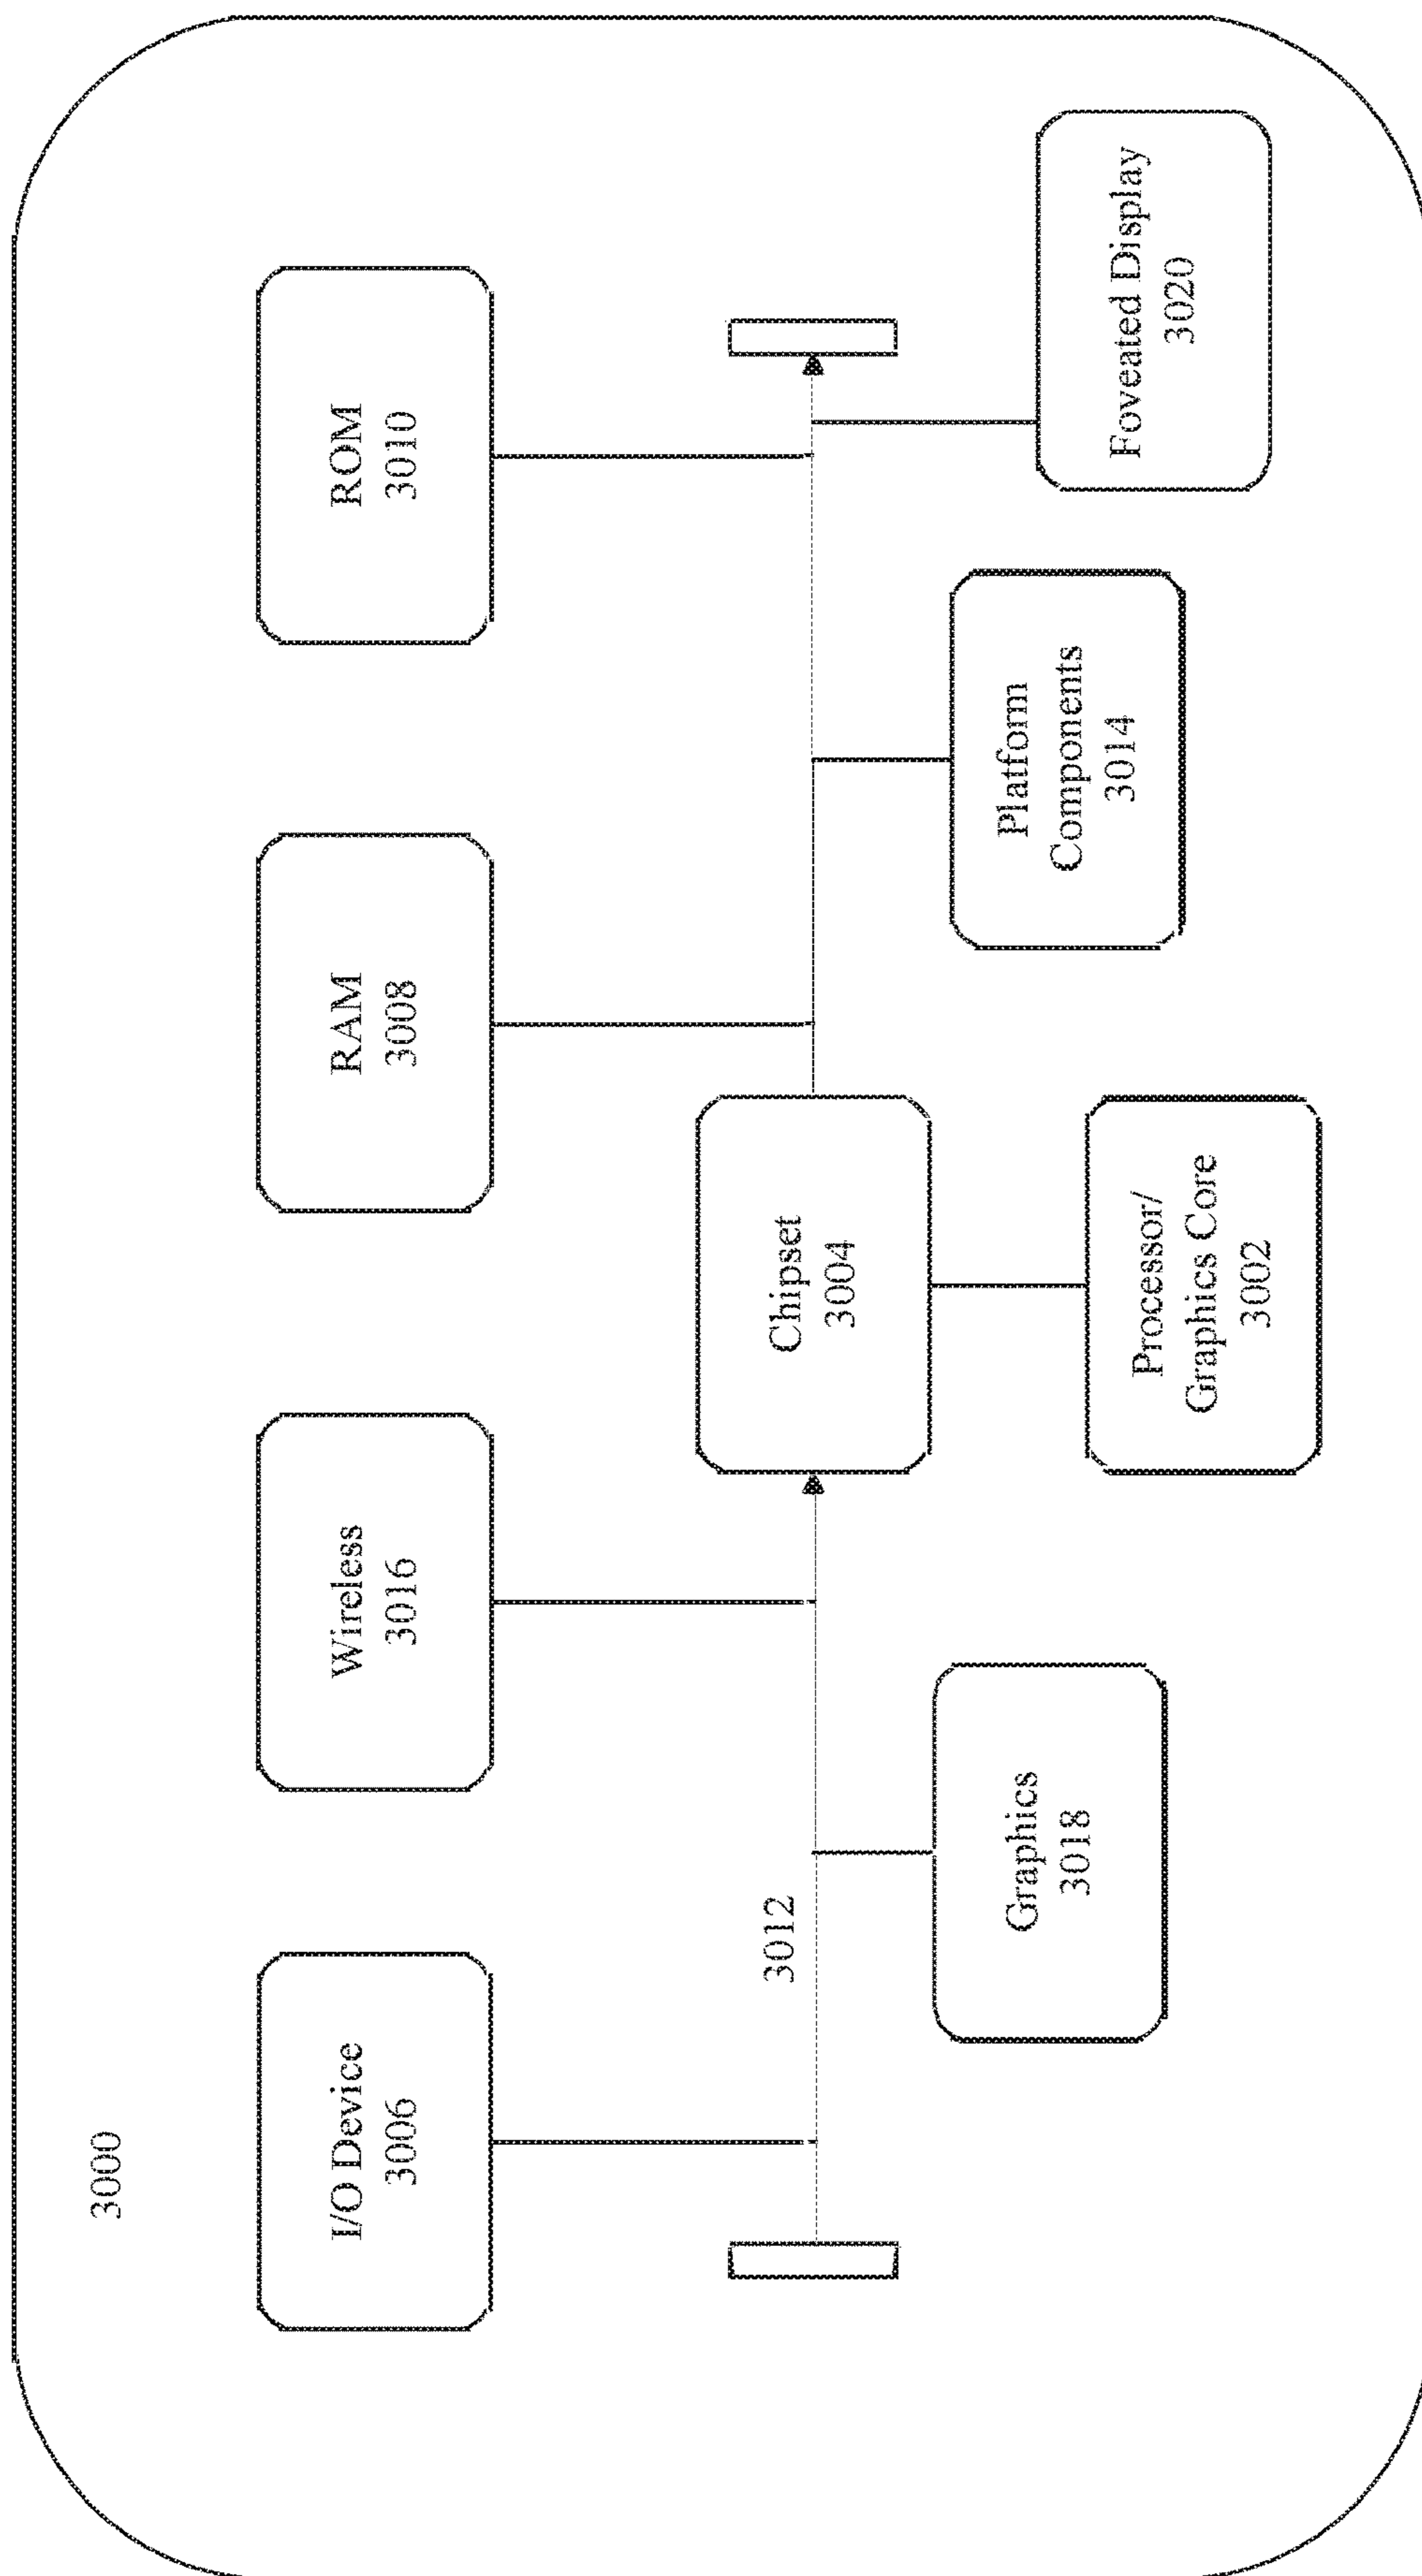 3000
I/O Device
3006
Wireless
3016
RAM
3008
ROM
3010
3012
Chipset
3004
Graphics
3018
Processor/
Graphics Core
3002
Platform
Components
3014
Foveated Display
3020